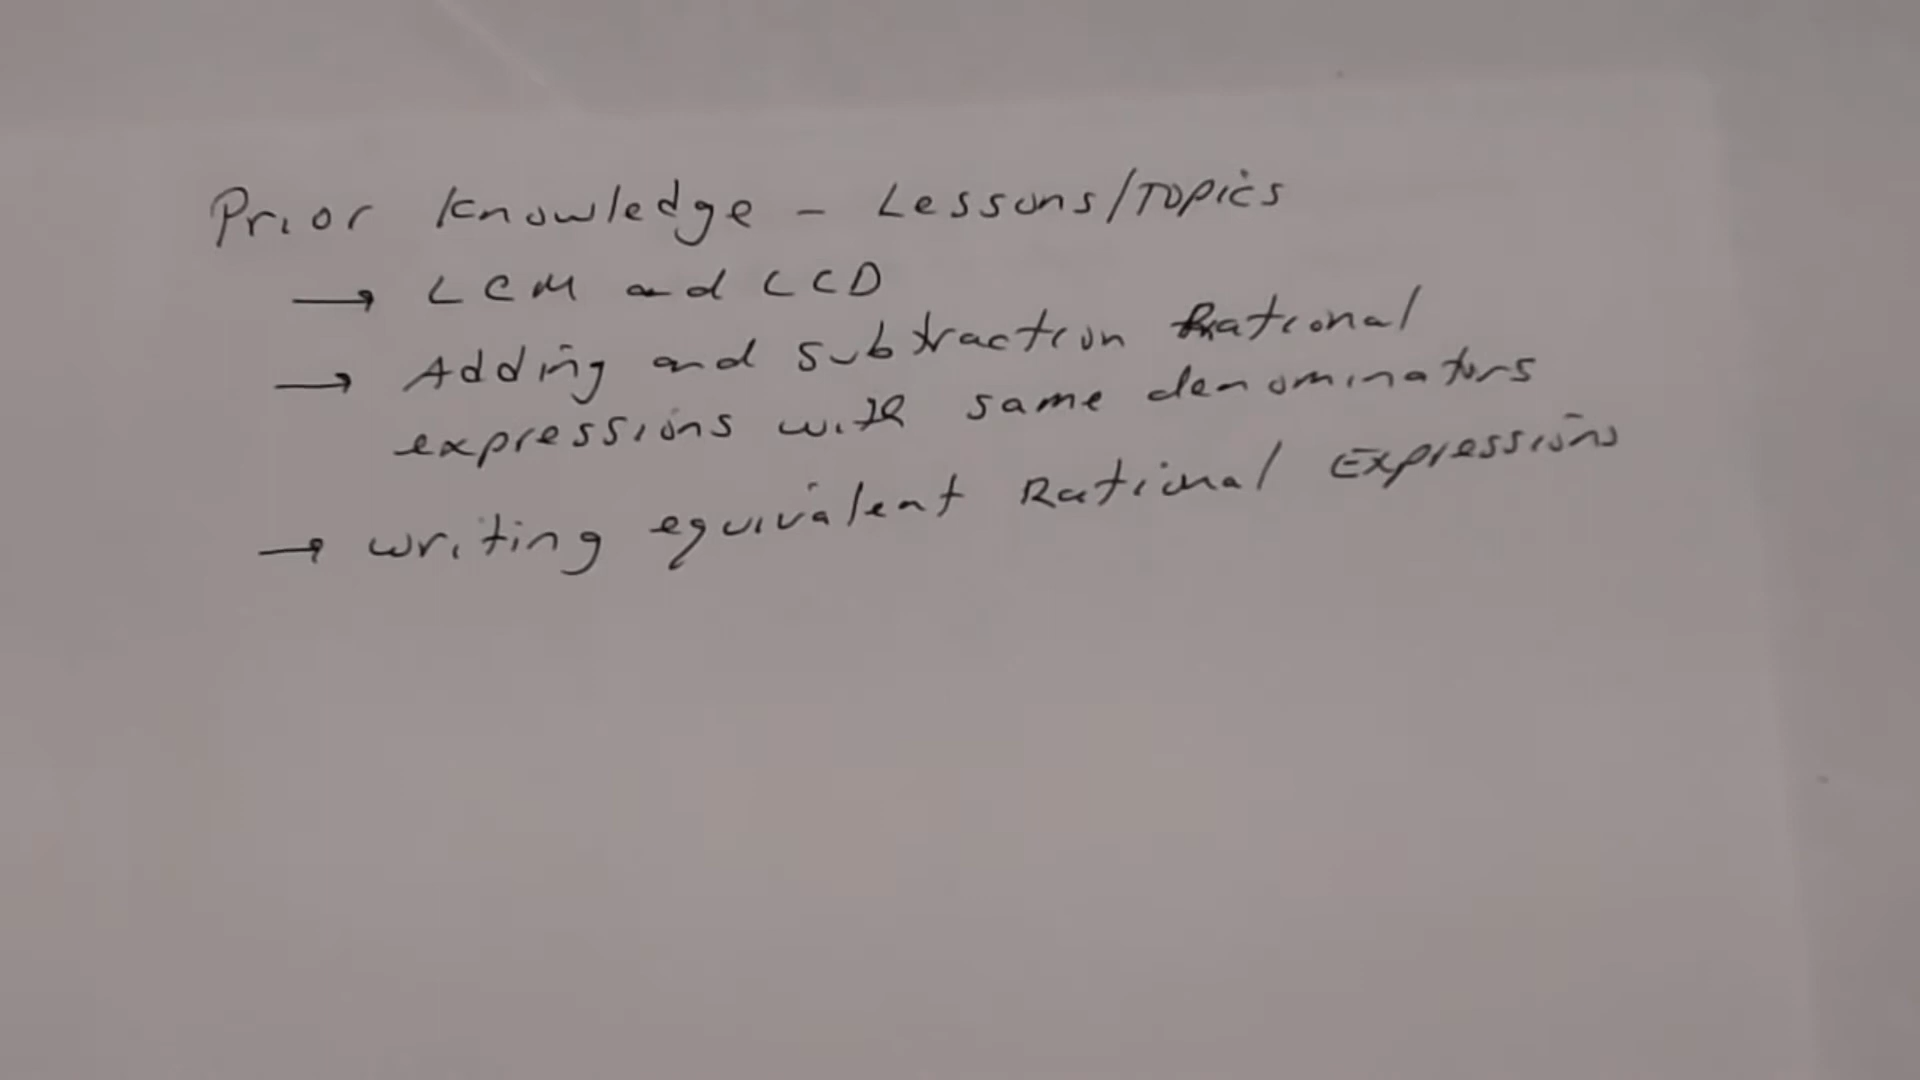 Prior Knowledge - Lessons/Topics
→ LCM and LCD
→ Adding and subtraction Rational
expressions with same denominators
→ writing equivalent Rational Expressions